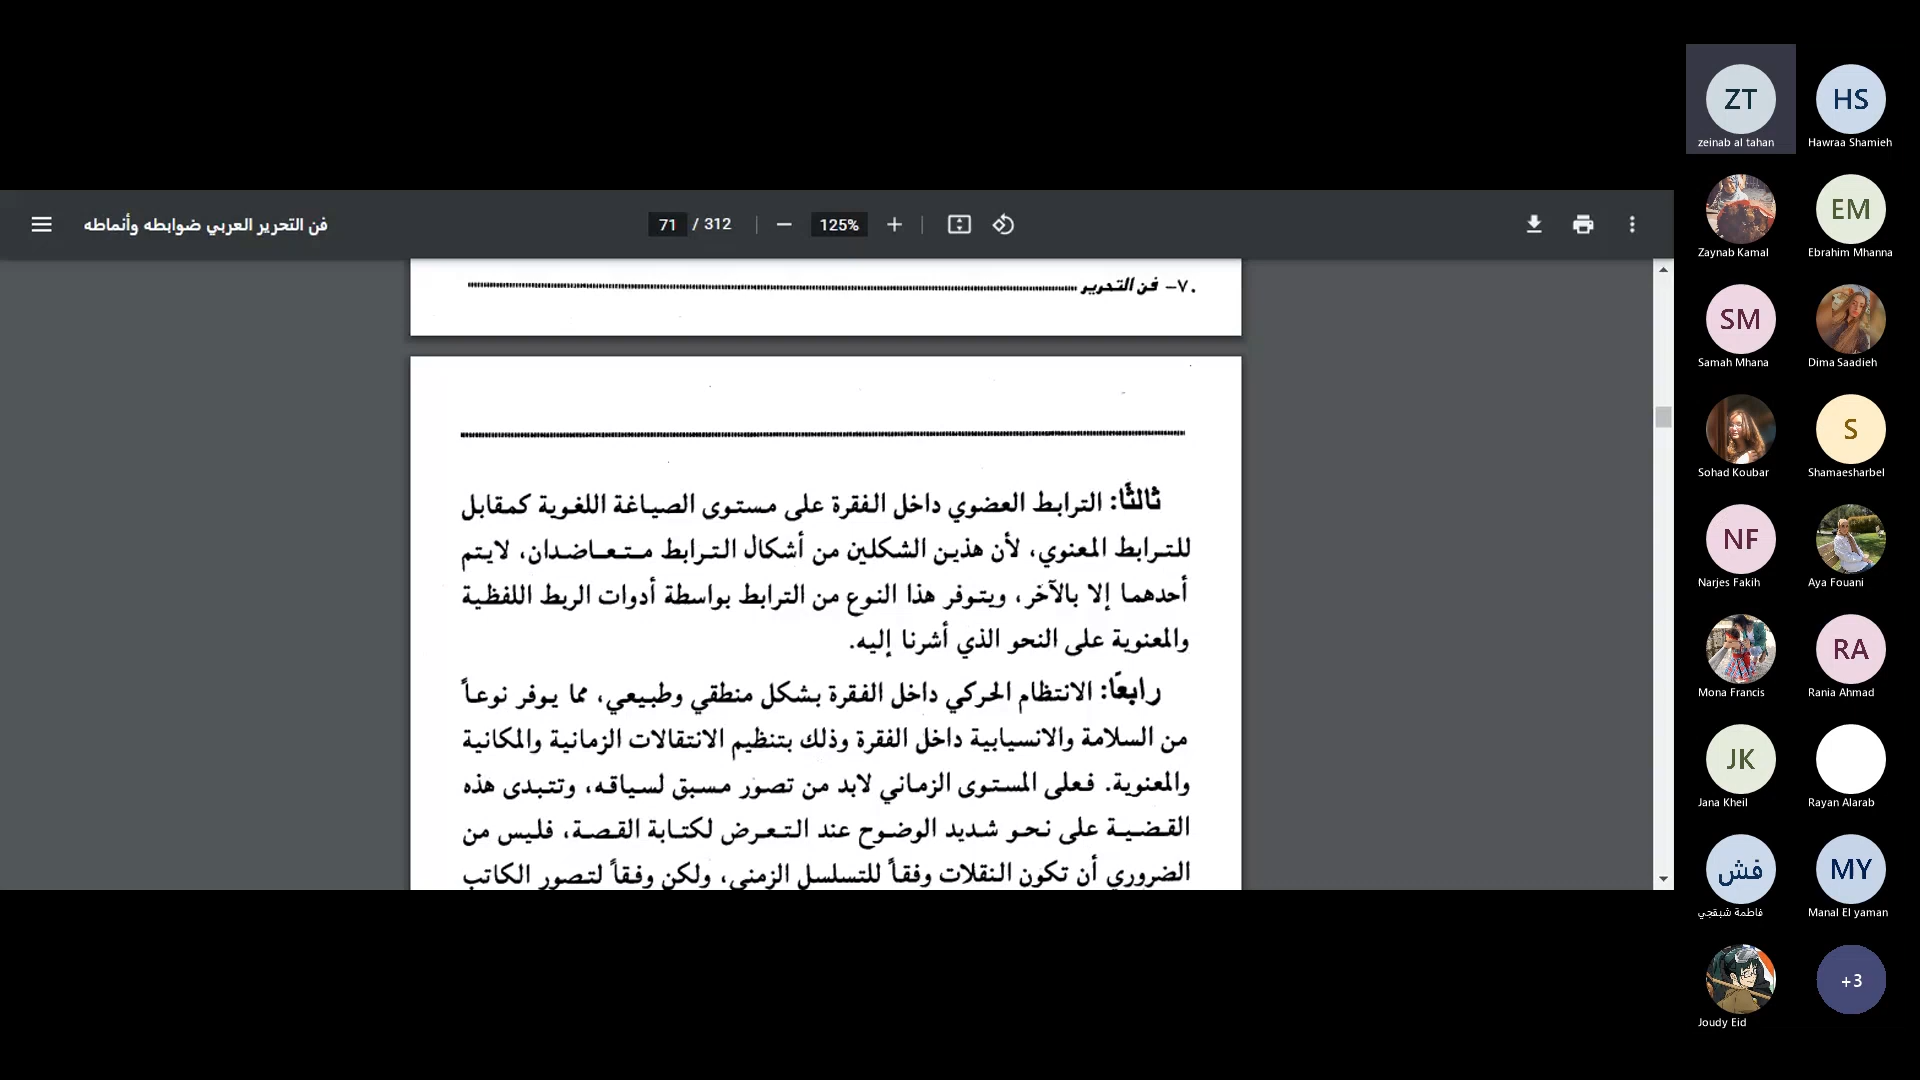 فن التحرير العربي ضوابطه وأنماطه
71 / 312
125%
٧٠- فن التحرير
ثالثًا: الترابط العضوي داخل الفقرة على مستوى الصياغة اللغوية كمقابل
للترابط المعنوي، لأن هذين الشكلين من أشكال الترابط متعاضدان، لايتم
أحدهما إلا بالآخر، ويتوفر هذا النوع من الترابط بواسطة أدوات الربط اللفظية
والمعنوية على النحو الذي أشرنا إليه.
رابعًا: الانتظام الحركي داخل الفقرة بشكل منطقي وطبيعي، مما يوفر نوعاً
من السلامة والانسيابية داخل الفقرة وذلك بتنظيم الانتقالات الزمانية والمكانية
والمعنوية. فعلى المستوى الزماني لابد من تصور مسبق لسياقه، وتتبدى هذه
القضية على نحو شديد الوضوح عند التعرض لكتابة القصة، فليس من
الضروري أن تكون النقلات وفقاً للتسلسل الزمني، ولكن وفقاً لتصور الكاتب
ZT
zeinab al tahan
HS
Hawraa Shamieh
Zaynab Kamal
EM
Ebrahim Mhanna
SM
Samah Mhana
Dima Saadieh
Sohad Koubar
S
Shamaesharbel
NF
Narjes Fakih
Aya Fouani
Mona Francis
RA
Rania Ahmad
JK
Jana Kheil
Rayan Alarab
فش
فاطمة شبقجي
MY
Manal El yaman
Joudy Eid
+3